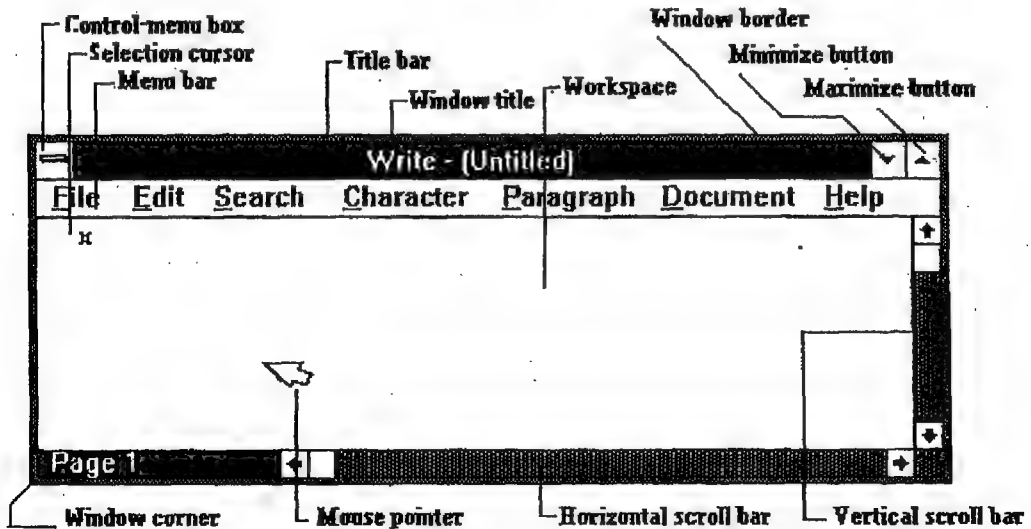 Control-menu box
Window border
Selection cursor
Title bar
Minimize button
Menu bar
Window title
Workspace
Maximize button
Write - (Untitled)
File Edit Search Character Paragraph Document Help
Page 1
Window corner
Mouse pointer
Horizontal scroll bar
Vertical scroll bar